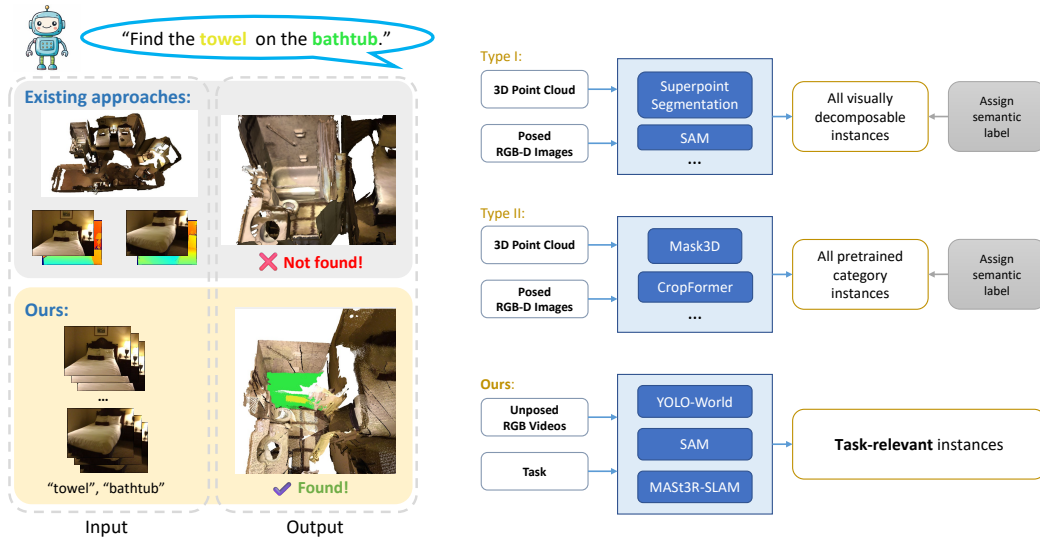 “Find the towel on the bathtub.”
Existing approaches:
Not found!
Ours:
...
“towel”, “bathtub”
Found!
Input
Output
Type I:
3D Point Cloud
Posed
RGB-D Images
Superpoint
Segmentation
SAM
...
All visually
decomposable
instances
Assign
semantic
label
Type II:
3D Point Cloud
Posed
RGB-D Images
Mask3D
CropFormer
...
All pretrained
category
instances
Assign
semantic
label
Ours:
Unposed
RGB Videos
Task
YOLO-World
SAM
MASt3R-SLAM
Task-relevant instances